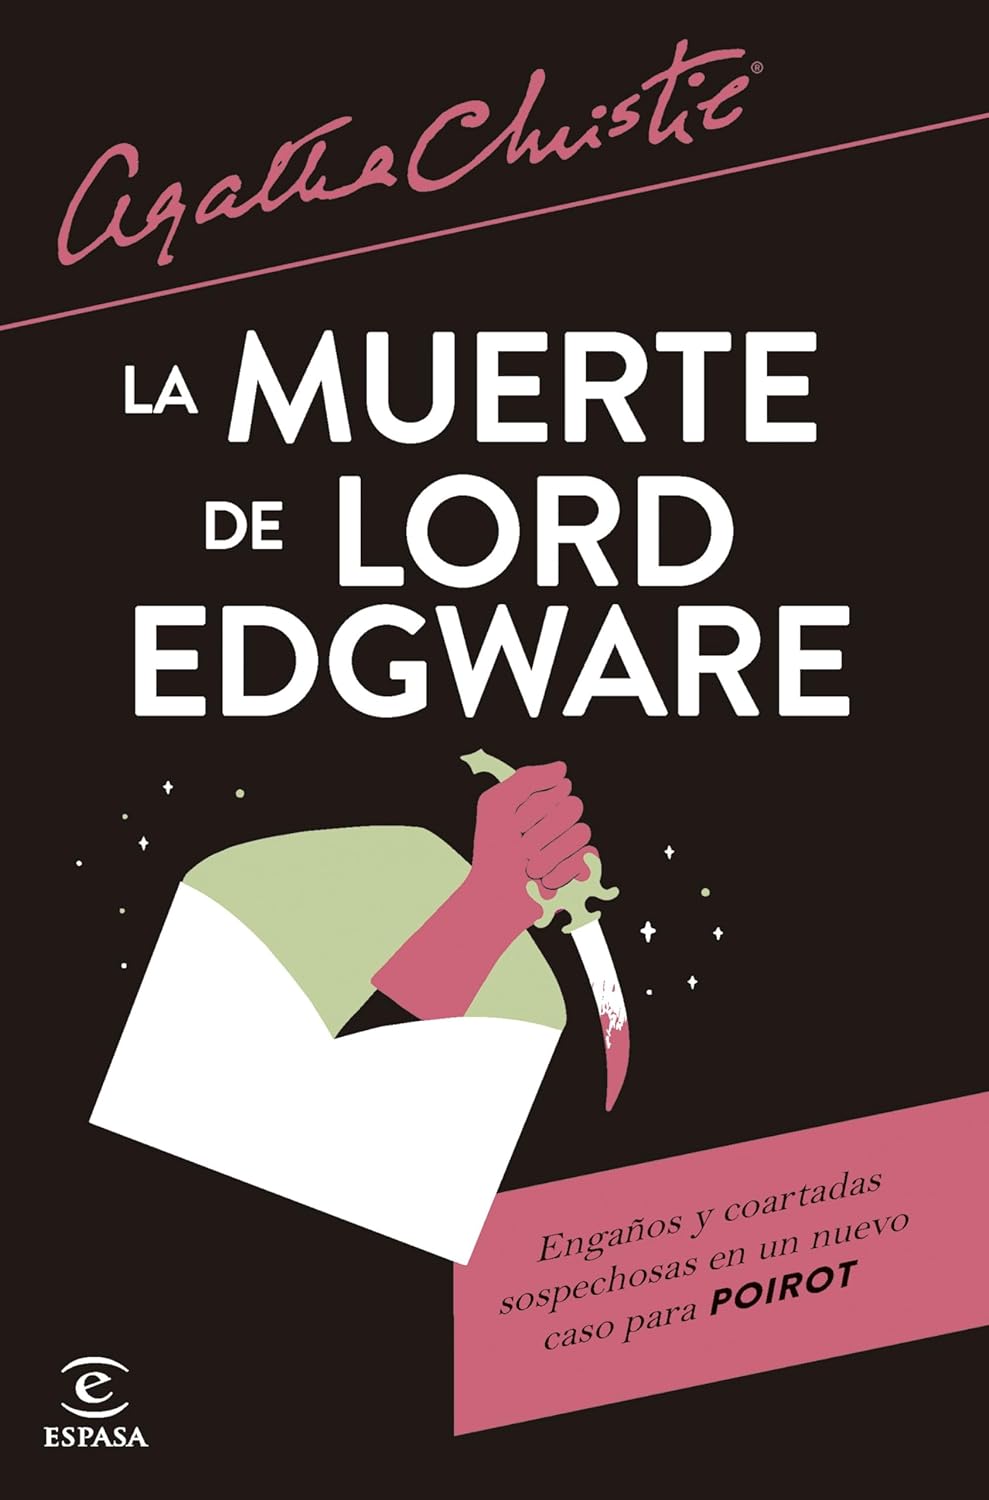 Agatha Christie®
LA MUERTE
DE LORD
EDGWARE
Engaños y coartadas
sospechosas en un nuevo
caso para POIROT
e
ESPASA